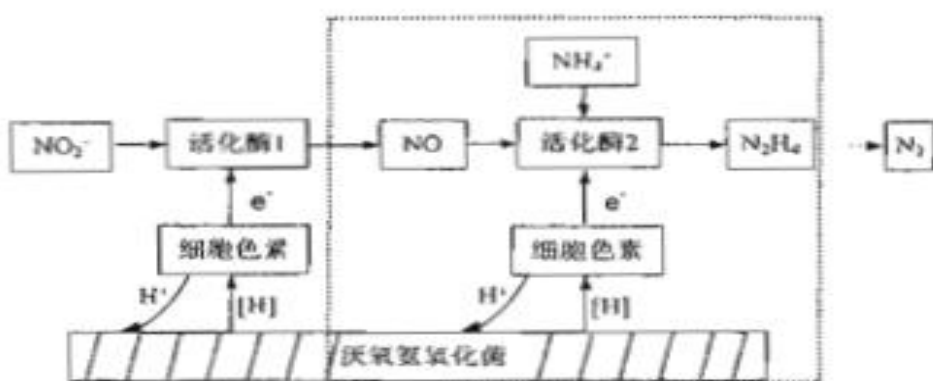 NH₄⁺
NO₂⁻ 活化酶1 NO 活化酶2 N₂H₄ N₂
e⁻ e⁻
细胞色素 细胞色素
H⁺ [H] H⁺ [H]
厌氧氨氧化菌